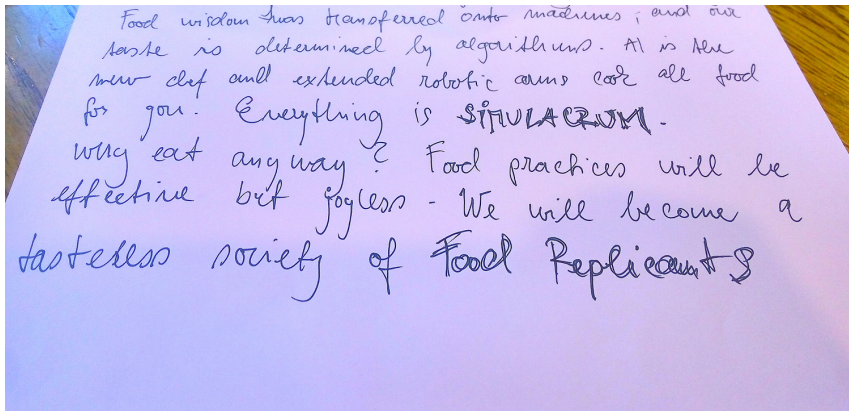 Food wisdom was transferred onto machines, and our
taste is determined by algorithms. AI is the
new chef and extended robotic arms cook all food
for you. Everything is SIMULACRUM.
Why eat anyway? Food practices will be
effective but joyless - We will become a
tasteless society of Food Replicants